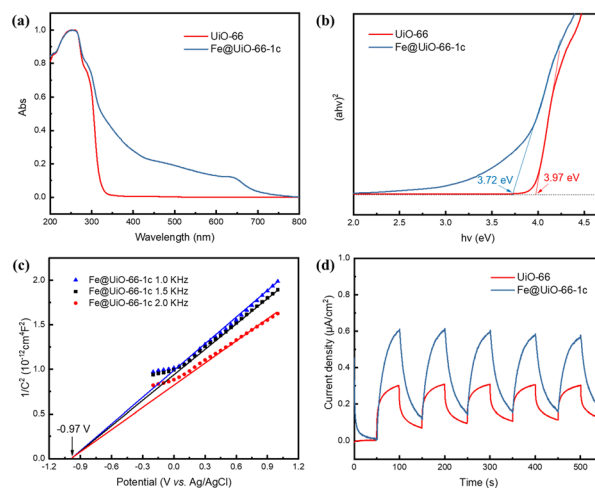 (a)
UiO-66
Fe@UiO-66-1c
Abs
1.0
0.8
0.6
0.4
0.2
0.0
200 300 400 500 600 700 800
Wavelength (nm)
(b)
UiO-66
Fe@UiO-66-1c
(ahv)²
3.72 eV
3.97 eV
2.0 2.5 3.0 3.5 4.0 4.5
hv (eV)
(c)
Fe@UiO-66-1c 1.0 KHz
Fe@UiO-66-1c 1.5 KHz
Fe@UiO-66-1c 2.0 KHz
1/C² (10⁻¹²cm⁴F²)
2.0
1.5
1.0
0.5
0.0
-0.97 V
-1.2 -0.9 -0.6 -0.3 0.0 0.3 0.6 0.9 1.2
Potential (V vs. Ag/AgCl)
(d)
UiO-66
Fe@UiO-66-1c
Current density (μA/cm²)
1.0
0.8
0.6
0.4
0.2
0.0
0 100 200 300 400 500
Time (s)